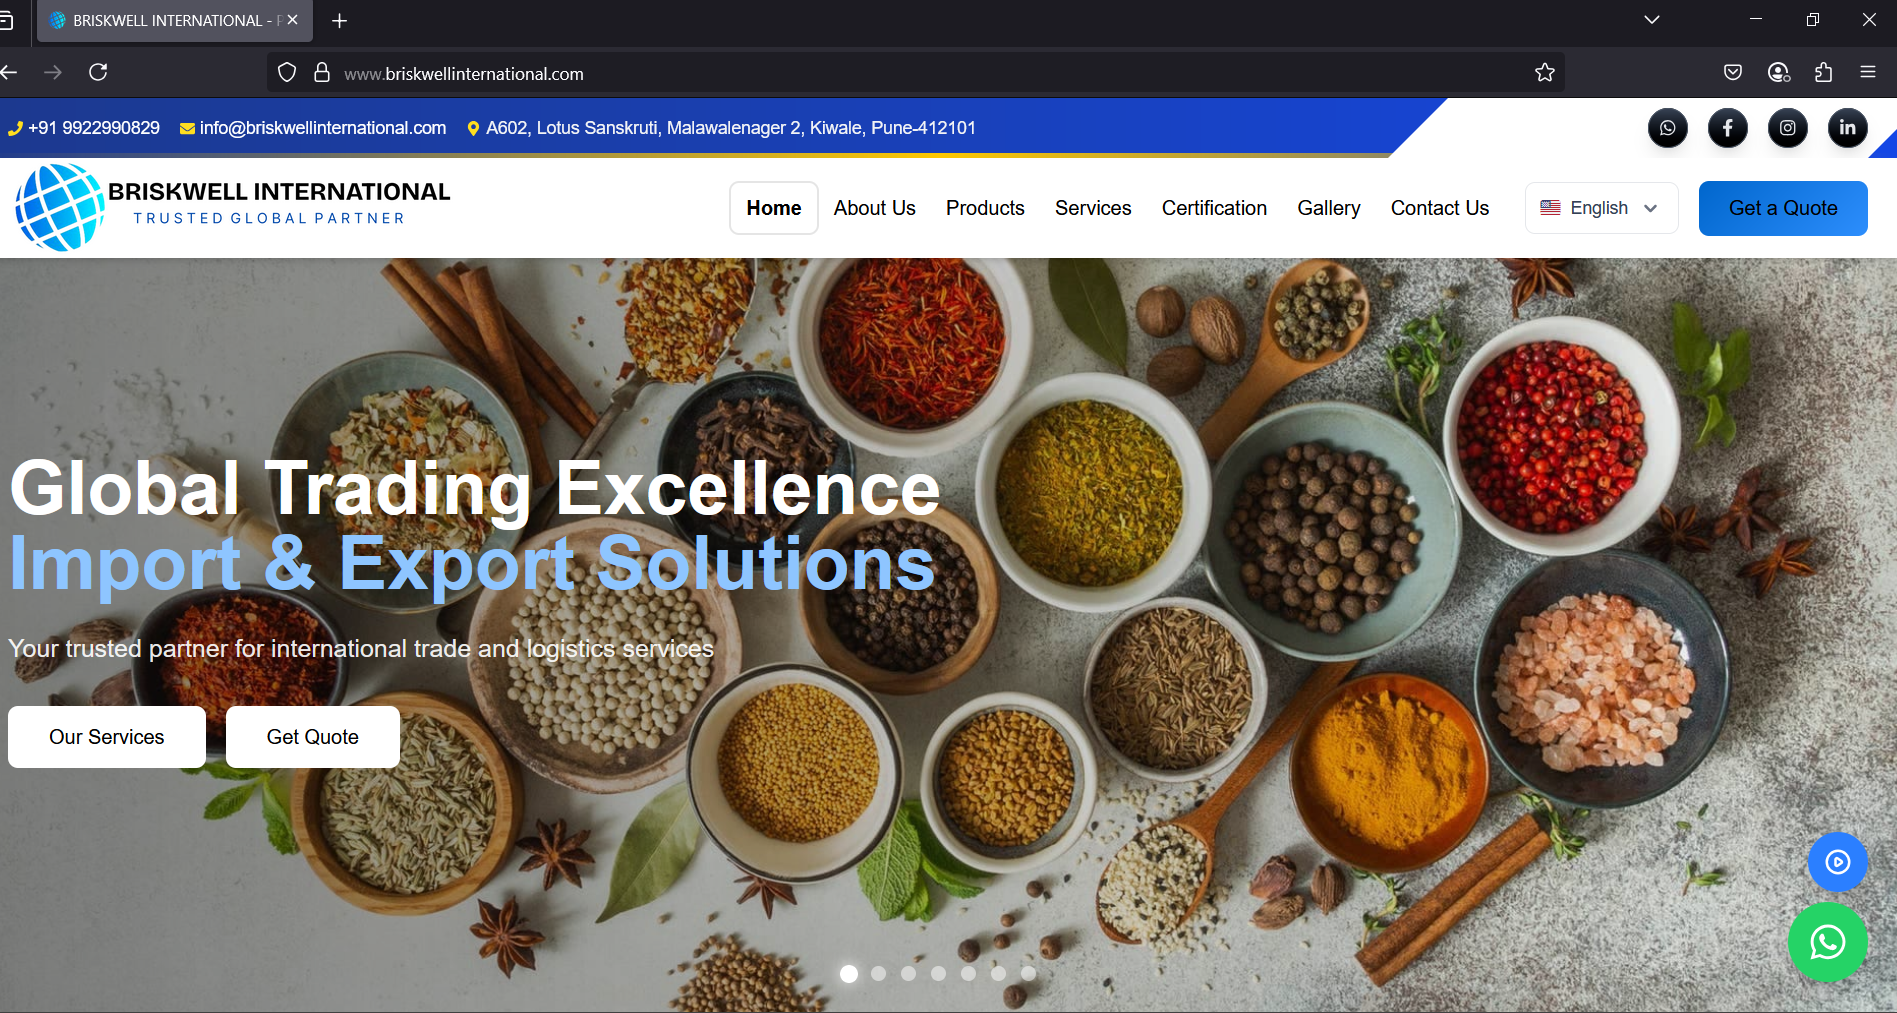 BRISKWELL INTERNATIONAL -
www.briskwellinternational.com
+91 9922990829 info@briskwellinternational.com A602, Lotus Sanskruti, Malawalenager 2, Kiwale, Pune-412101
BRISKWELL INTERNATIONAL
TRUSTED GLOBAL PARTNER
Home About Us Products Services Certification Gallery Contact Us English Get a Quote
Global Trading Excellence
Import & Export Solutions
Your trusted partner for international trade and logistics services
Our Services Get Quote